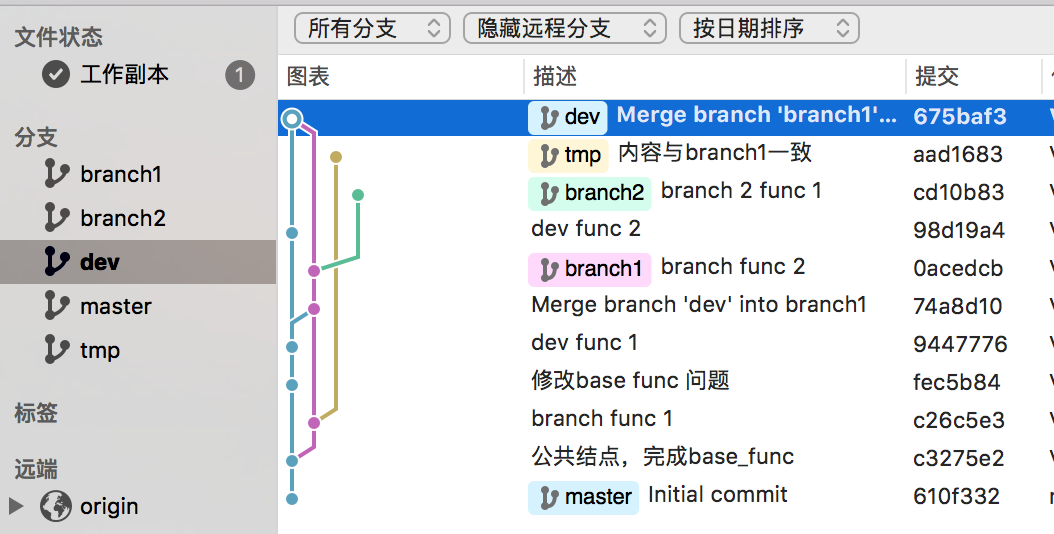 文件状态
工作副本 1
分支
branch1
branch2
dev
master
tmp
标签
远端
origin
所有分支 隐藏远程分支 按日期排序
图表 描述 提交
dev Merge branch 'branch1'... 675baf3
tmp 内容与branch1一致 aad1683
branch2 branch 2 func 1 cd10b83
dev func 2 98d19a4
branch1 branch func 2 0acedcb
Merge branch 'dev' into branch1 74a8d10
dev func 1 9447776
修改base func 问题 fec5b84
branch func 1 c26c5e3
公共结点，完成base_func c3275e2
master Initial commit 610f332